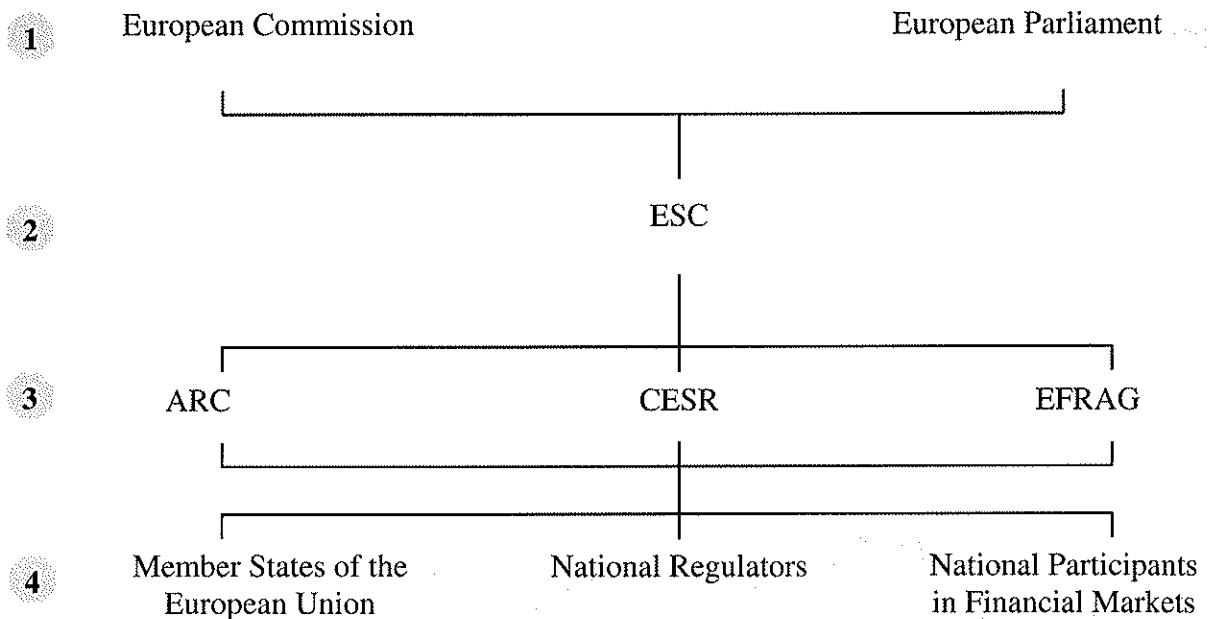 1 European Commission European Parliament
2 ESC
3 ARC CESR EFRAG
4 Member States of the National Regulators National Participants
European Union in Financial Markets